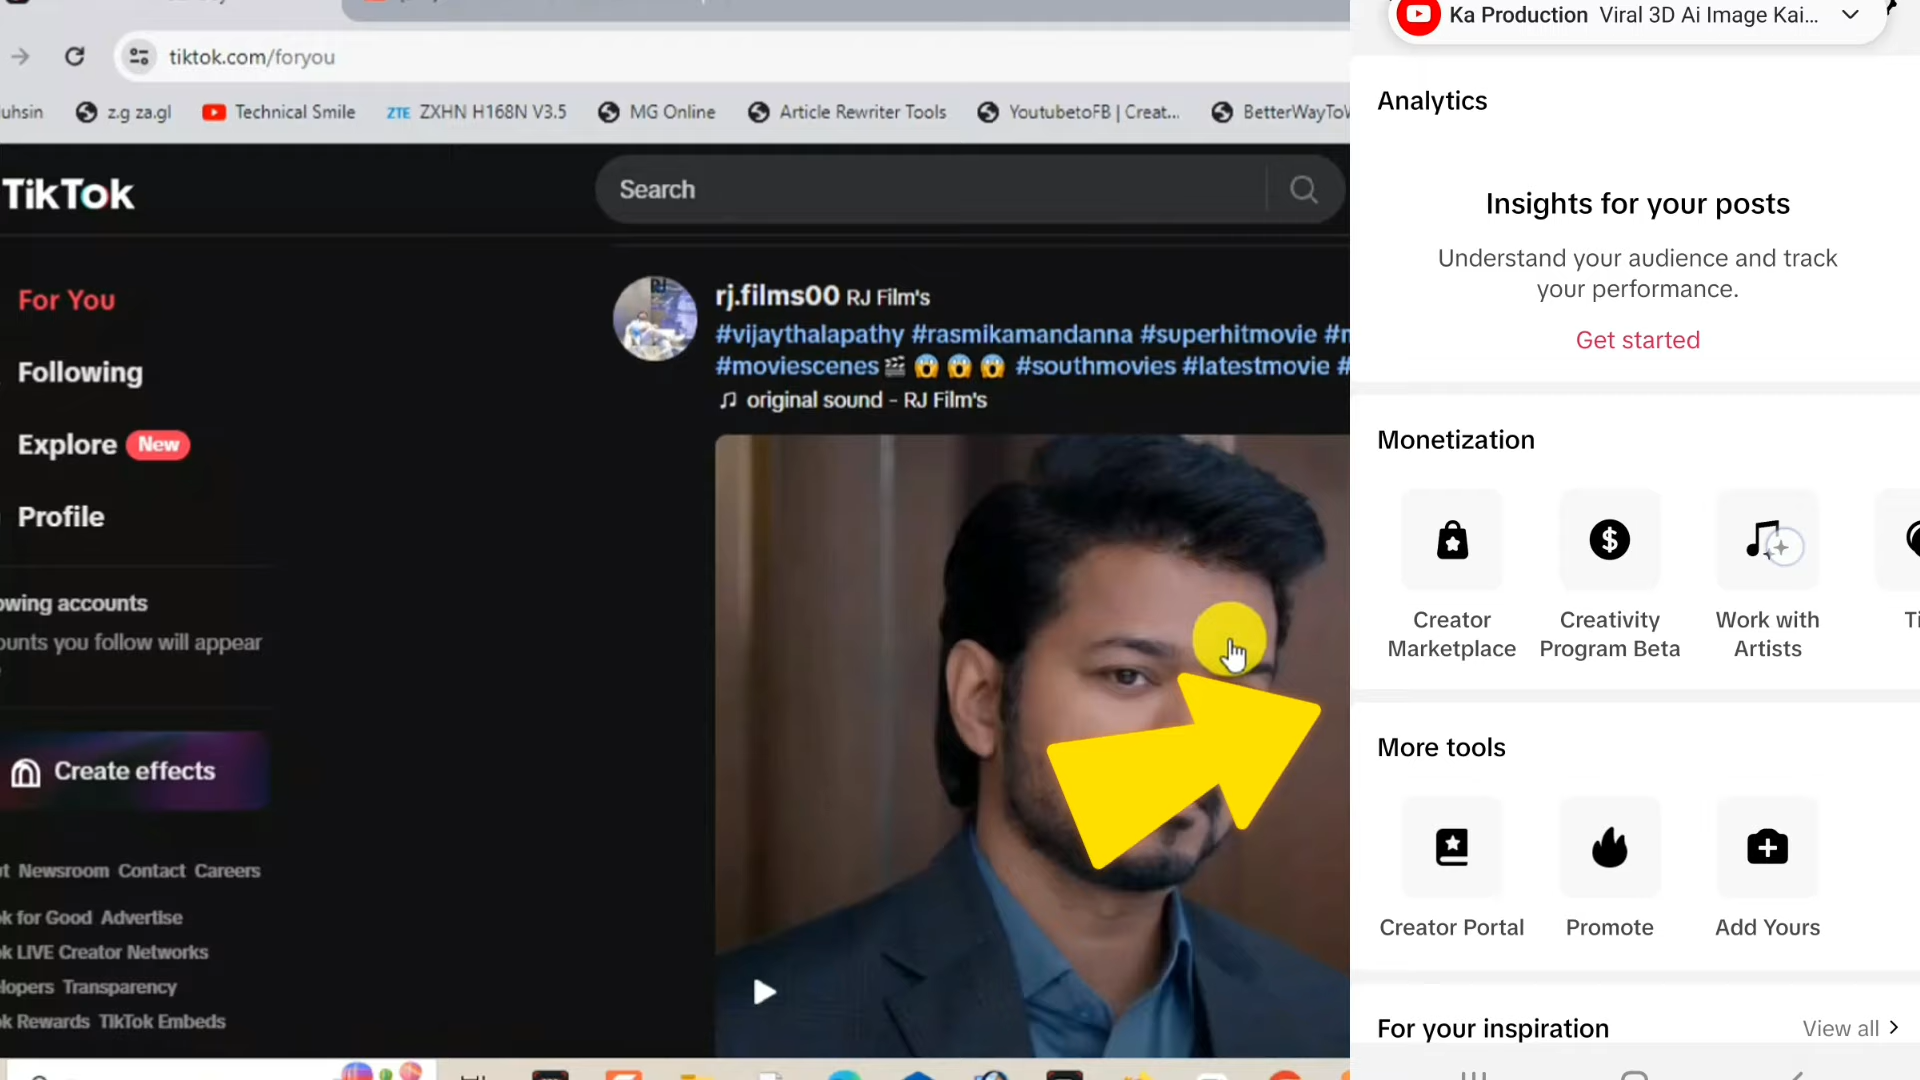 tiktok.com/foryou
uhsin
z.g za.gl
Technical Smile
ZTE ZXHN H168N V3.5
MG Online
Article Rewriter Tools
YoutubetoFB | Creat...
BetterWayToW
TikTok
Search
For You
Following
Explore New
Profile
owing accounts
ounts you follow will appear
Create effects
Newsroom Contact Careers
k for Good Advertise
k LIVE Creator Networks
lopers Transparency
k Rewards TikTok Embeds
rj.films00 RJ Film's
#vijaythalapathy #rasmikamandanna #superhitmovie #
#moviescenes🎬 😱 😱 😱 #southmovies #latestmovie #
♫ original sound - RJ Film's
Ka Production Viral 3D Ai Image Kai...
Analytics
Insights for your posts
Understand your audience and track
your performance.
Get started
Monetization
Creator
Marketplace
Creativity
Program Beta
Work with
Artists
Ti
More tools
Creator Portal
Promote
Add Yours
For your inspiration
View all >